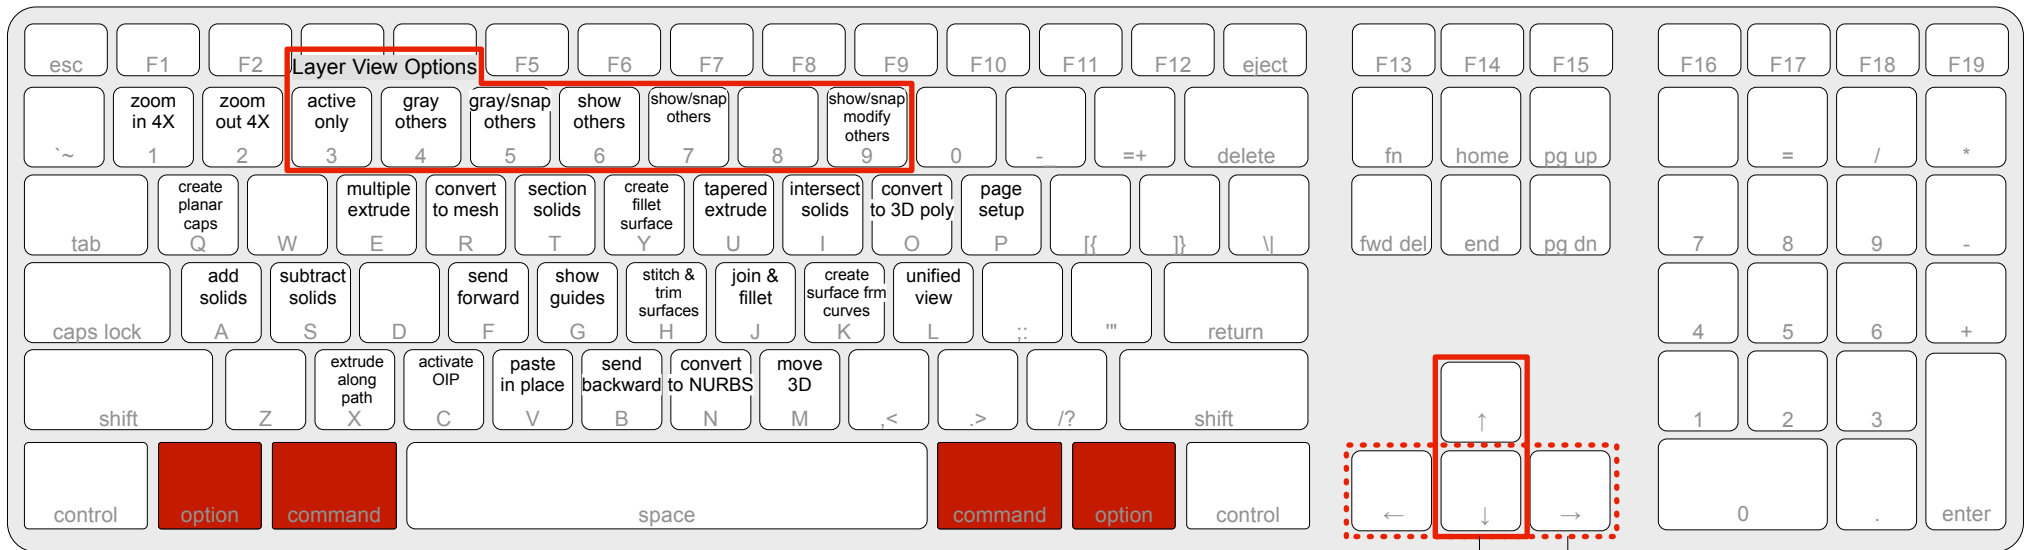 esc F1 F2 Layer View Options F5 F6 F7 F8 F9 F10 F11 F12 eject F13 F14 F15 F16 F17 F18 F19
`~
zoom
in 4X
1
zoom
out 4X
2
active
only
3
gray
others
4
gray/snap
others
5
show
others
6
show/snap
others
7
8
show/snap
modify
others
9
0
-_
=+
delete
fn
home
pg up
=
/
*
tab
create
planar
caps
Q
W
multiple
extrude
E
convert
to mesh
R
section
solids
T
create
fillet
surface
Y
tapered
extrude
U
intersect
solids
I
convert
to 3D poly
O
page
setup
P
[{
]}
\|
fwd del
end
pg dn
7
8
9
-
caps lock
add
solids
A
subtract
solids
S
D
send
forward
F
show
guides
G
stitch &
trim
surfaces
H
join &
fillet
J
create
surface frm
curves
K
unified
view
L
;:
'"
return
4
5
6
+
shift
Z
extrude
along
path
X
activate
OIP
C
paste
in place
V
send
backward
B
convert
to NURBS
N
move
3D
M
,<
.>
/?
shift
↑
1
2
3
control
option
command
space
command
option
control
←
↓
→
0
.
enter